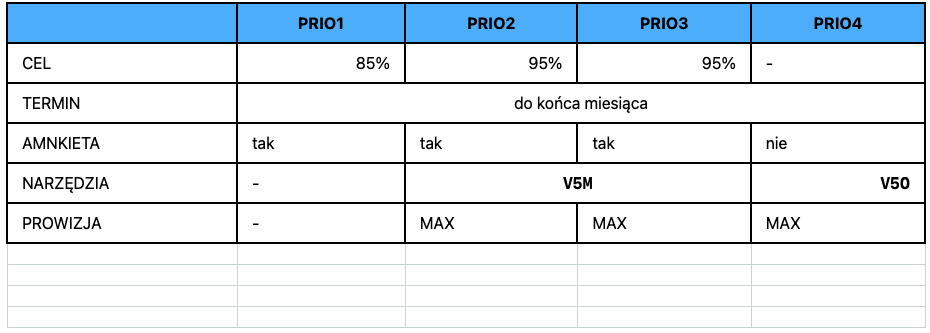 PRIO1 PRIO2 PRIO3 PRIO4
CEL 85% 95% 95% -
TERMIN do końca miesiąca
AMNKIETA tak tak tak nie
NARZĘDZIA - V5M V50
PROWIZJA - MAX MAX MAX